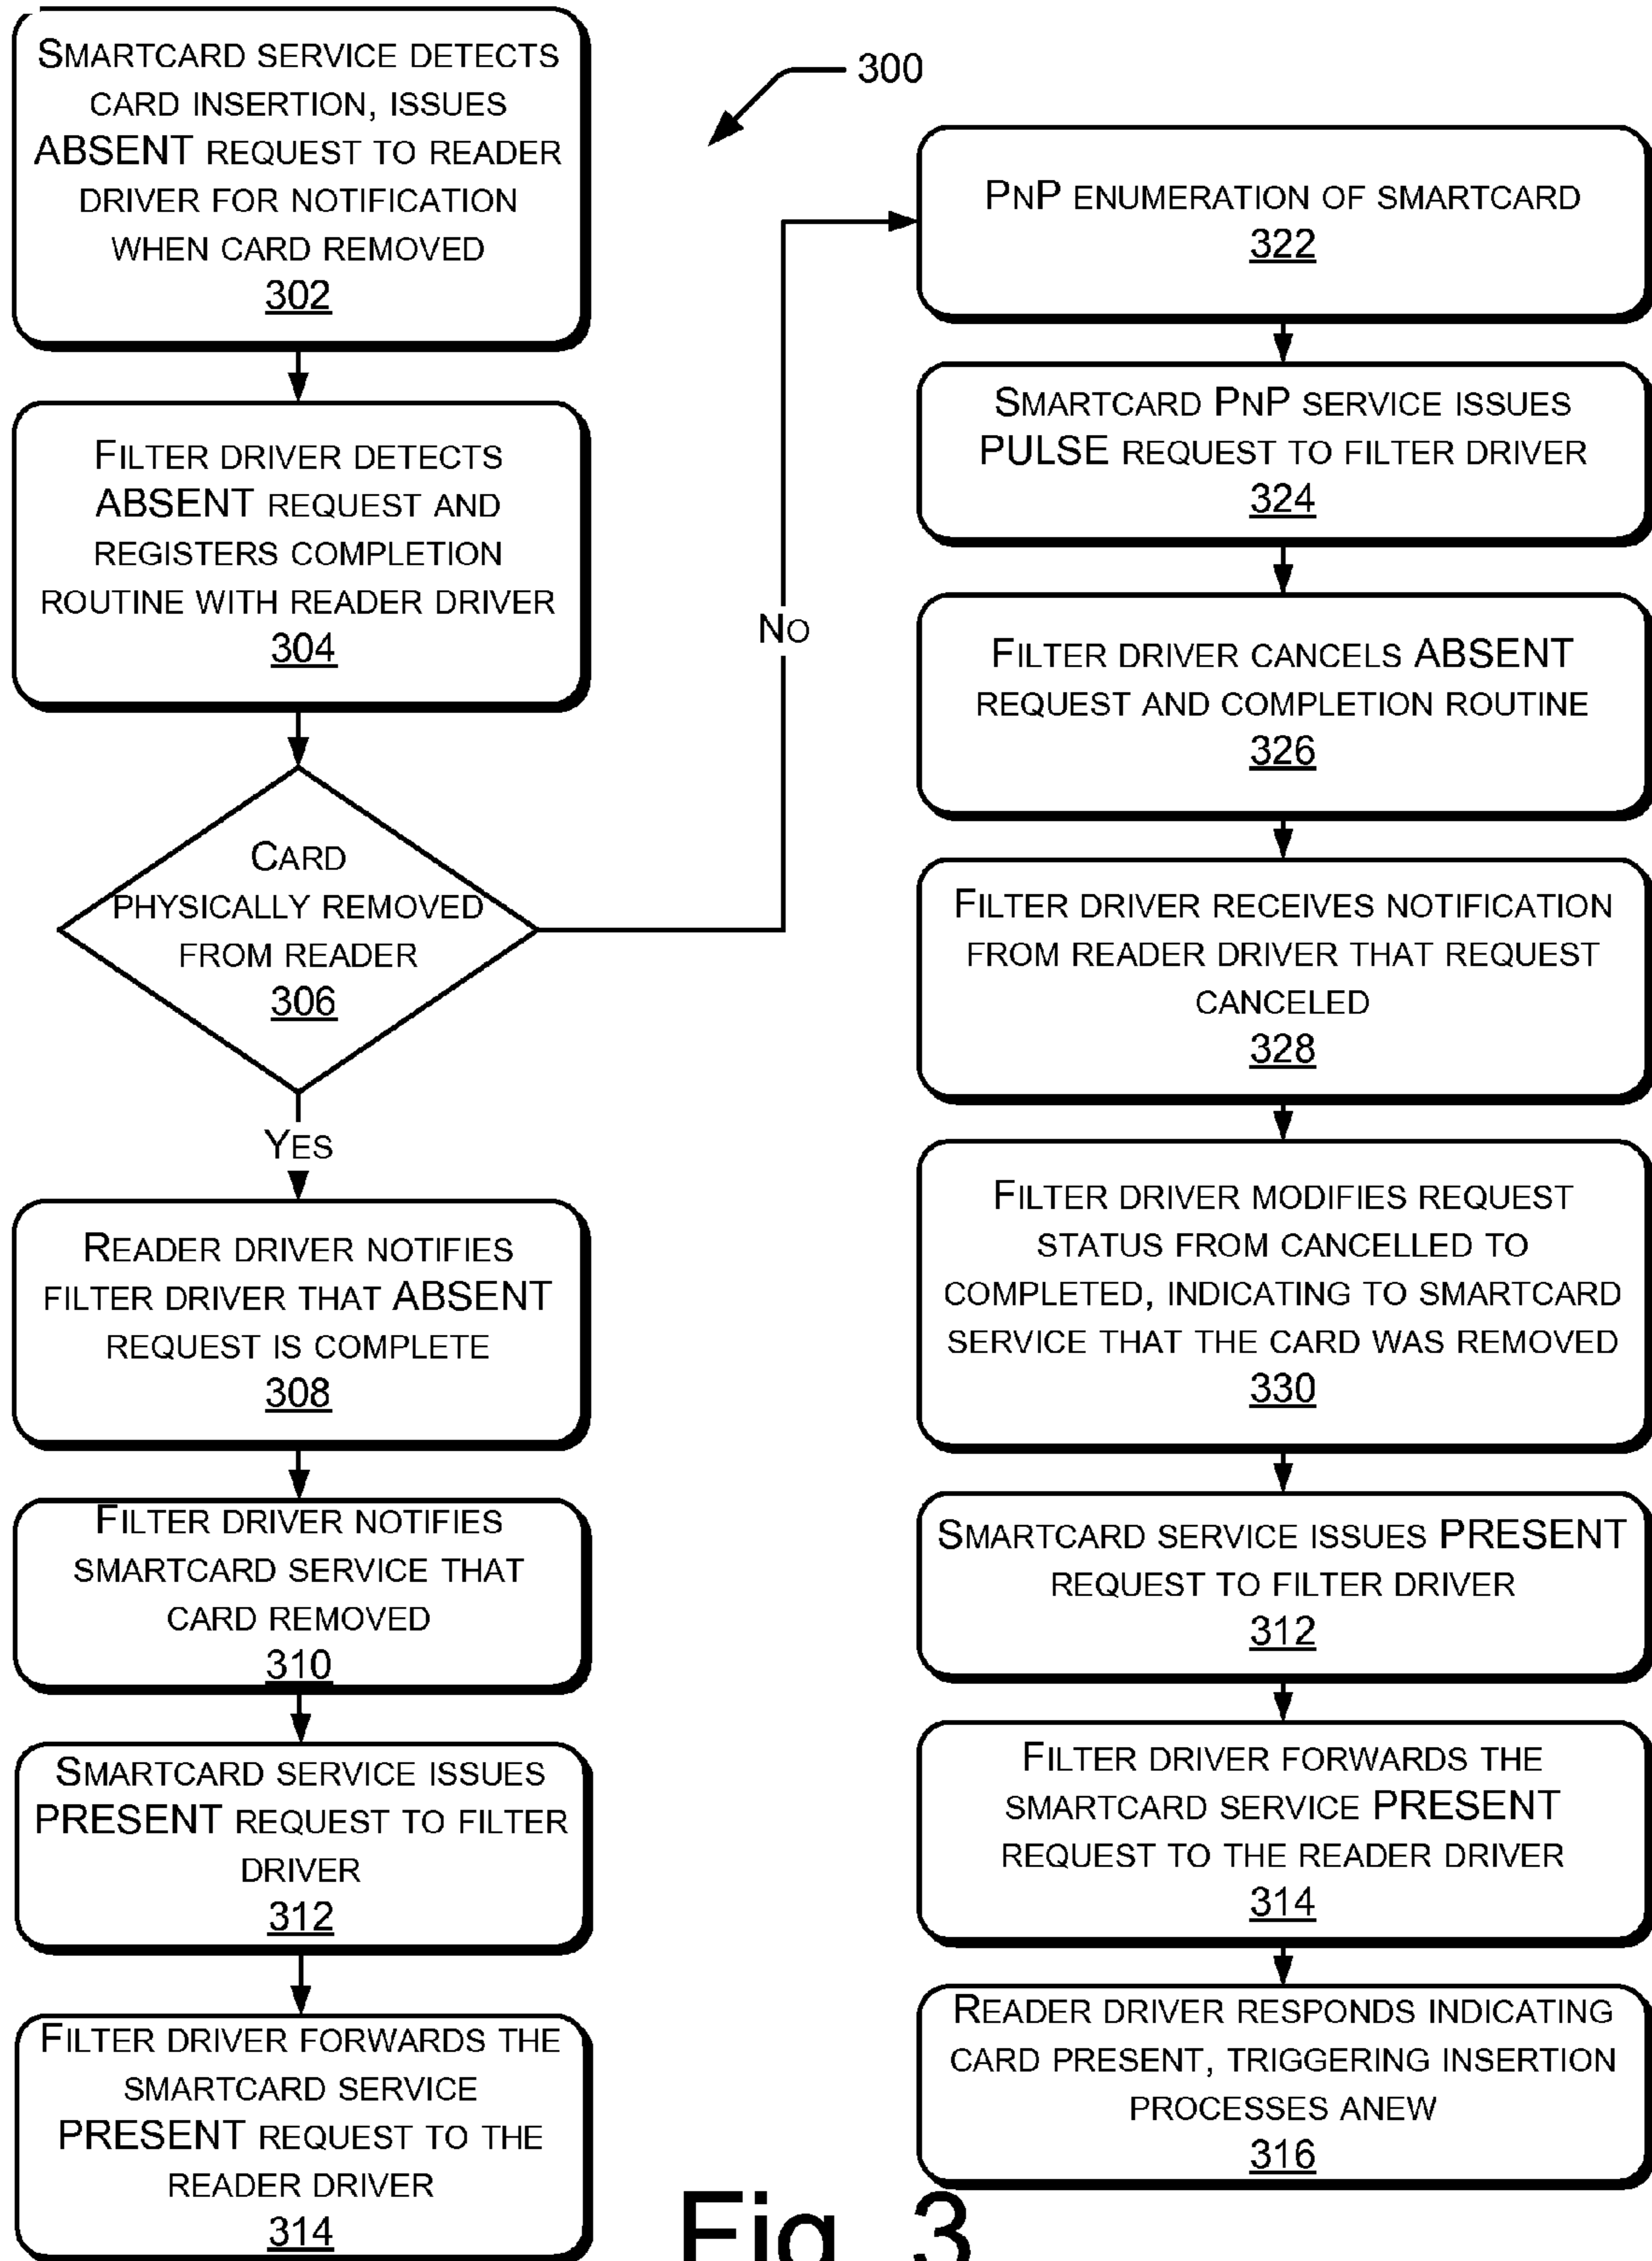 SMARTCARD SERVICE DETECTS
CARD INSERTION, ISSUES
ABSENT REQUEST TO READER
DRIVER FOR NOTIFICATION
WHEN CARD REMOVED
302
FILTER DRIVER DETECTS
ABSENT REQUEST AND
REGISTERS COMPLETION
ROUTINE WITH READER DRIVER
304
CARD
PHYSICALLY REMOVED
FROM READER
306
YES
READER DRIVER NOTIFIES
FILTER DRIVER THAT ABSENT
REQUEST IS COMPLETE
308
FILTER DRIVER NOTIFIES
SMARTCARD SERVICE THAT
CARD REMOVED
310
SMARTCARD SERVICE ISSUES
PRESENT REQUEST TO FILTER
DRIVER
312
FILTER DRIVER FORWARDS THE
SMARTCARD SERVICE
PRESENT REQUEST TO THE
READER DRIVER
314
300
NO
PNP ENUMERATION OF SMARTCARD
322
SMARTCARD PNP SERVICE ISSUES
PULSE REQUEST TO FILTER DRIVER
324
FILTER DRIVER CANCELS ABSENT
REQUEST AND COMPLETION ROUTINE
326
FILTER DRIVER RECEIVES NOTIFICATION
FROM READER DRIVER THAT REQUEST
CANCELED
328
FILTER DRIVER MODIFIES REQUEST
STATUS FROM CANCELLED TO
COMPLETED, INDICATING TO SMARTCARD
SERVICE THAT THE CARD WAS REMOVED
330
SMARTCARD SERVICE ISSUES PRESENT
REQUEST TO FILTER DRIVER
312
FILTER DRIVER FORWARDS THE
SMARTCARD SERVICE PRESENT
REQUEST TO THE READER DRIVER
314
READER DRIVER RESPONDS INDICATING
CARD PRESENT, TRIGGERING INSERTION
PROCESSES ANEW
316
Fig. 3